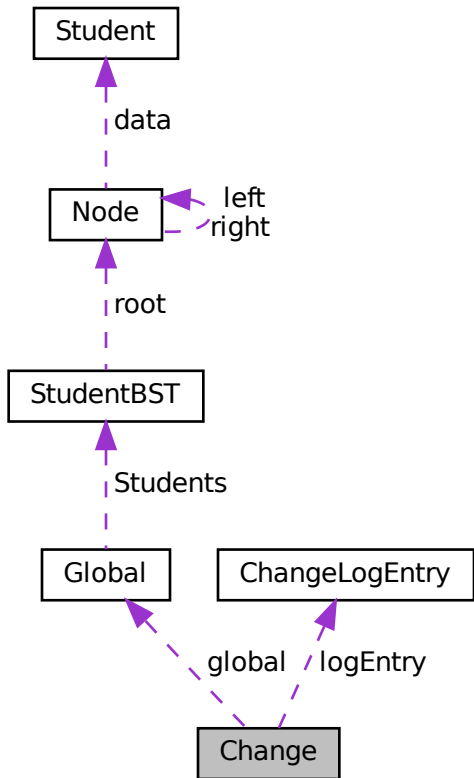 Student
data
Node
left
right
root
StudentBST
Students
Global
ChangeLogEntry
global
logEntry
Change